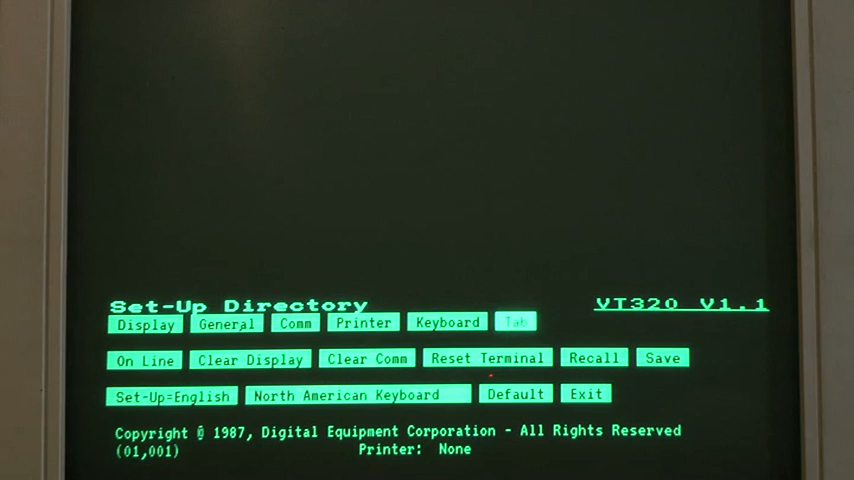 Set-Up Directory VT320 V1.1
Display General Comm Printer Keyboard Tab
On Line Clear Display Clear Comm Reset Terminal Recall Save
Set-Up=English North American Keyboard Default Exit
Copyright © 1987, Digital Equipment Corporation - All Rights Reserved
(01,001) Printer: None